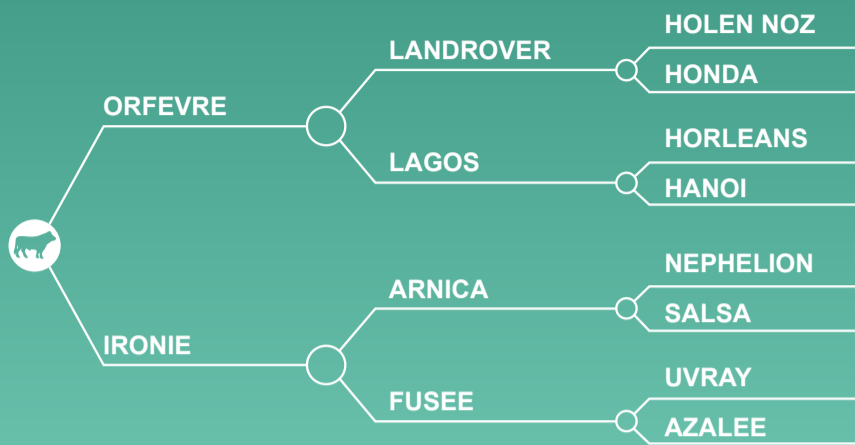 HOLEN NOZ
LANDROVER
HONDA
ORFEVRE
HORLEANS
LAGOS
HANOI
NEPHELION
ARNICA
SALSA
IRONIE
UVRAY
FUSEE
AZALEE